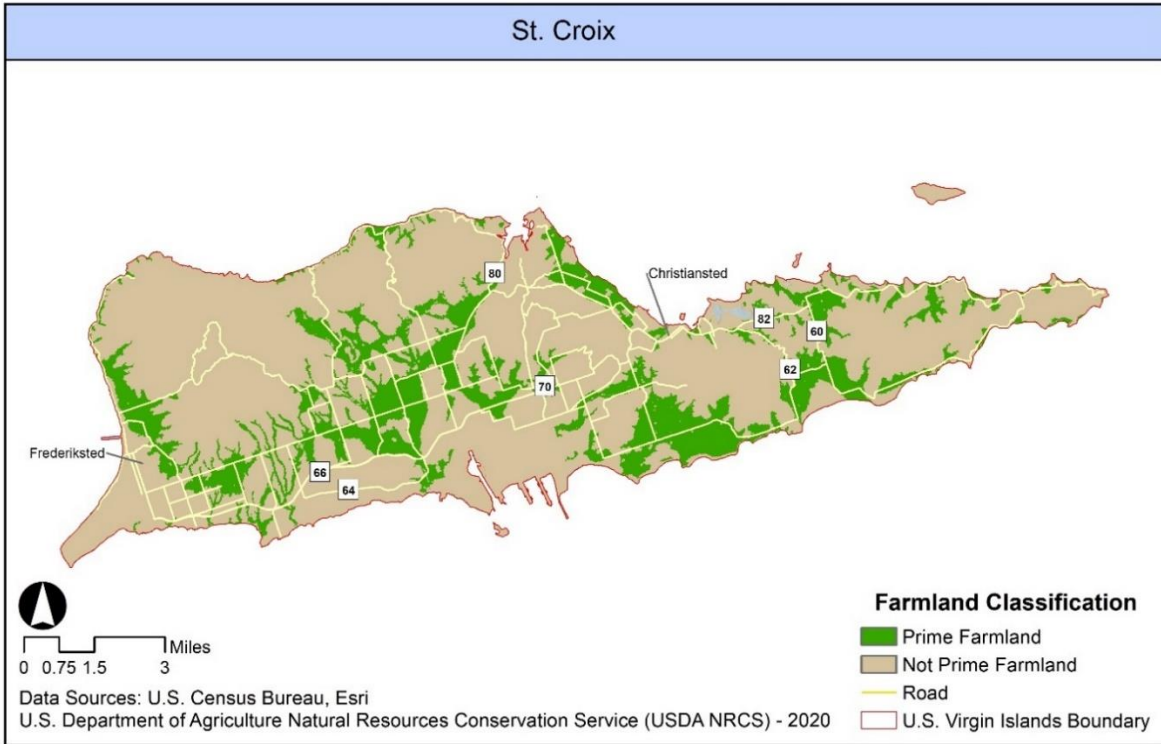 St. Croix
80
Christiansted
82
60
62
70
Frederiksted
66
64
Miles
0 0.75 1.5 3
Data Sources: U.S. Census Bureau, Esri
U.S. Department of Agriculture Natural Resources Conservation Service (USDA NRCS) - 2020
Farmland Classification
Prime Farmland
Not Prime Farmland
Road
U.S. Virgin Islands Boundary